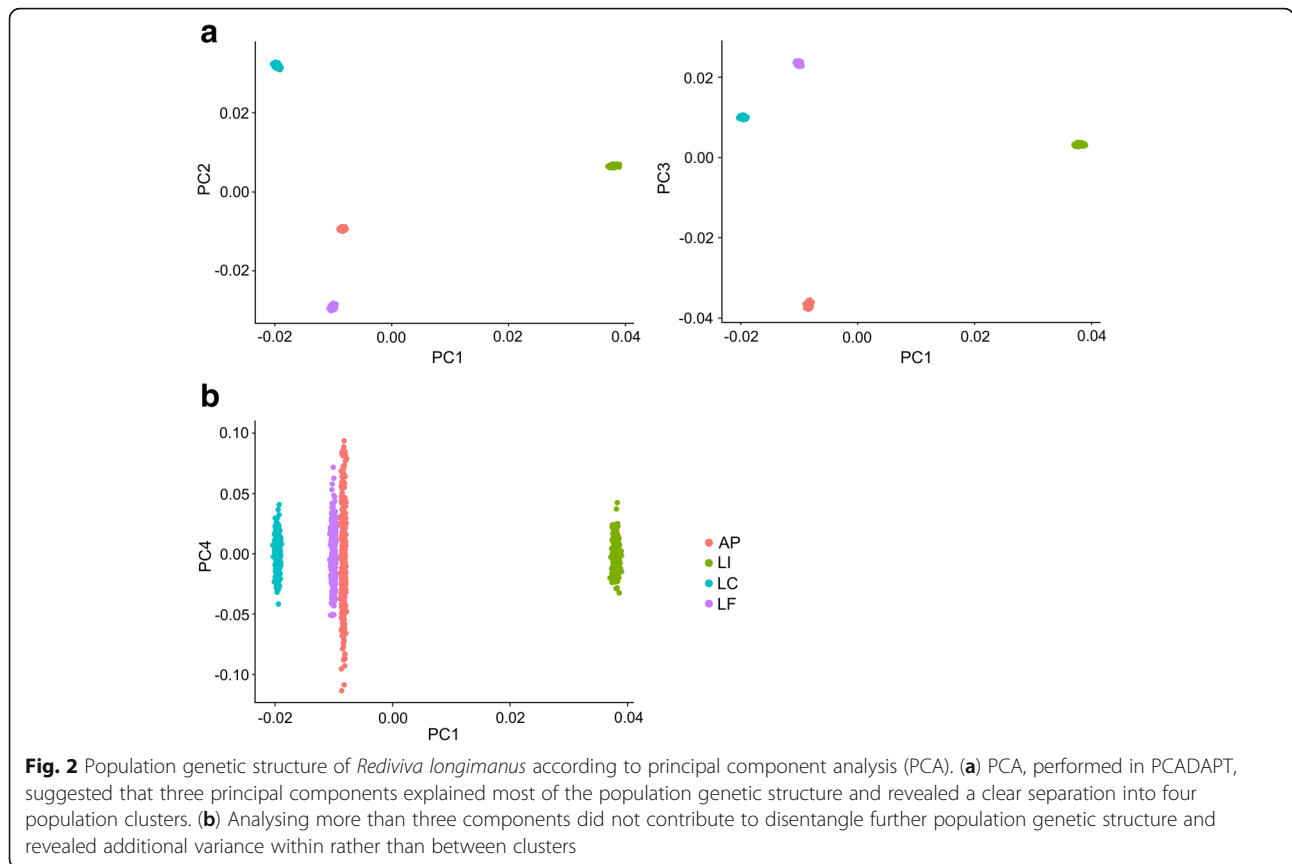 a
0.02
0.00
-0.02
PC2
-0.02 0.00 0.02 0.04
PC1
0.02
0.00
-0.02
-0.04
PC3
-0.02 0.00 0.02 0.04
PC1
b
0.10
0.05
0.00
-0.05
-0.10
PC4
-0.02 0.00 0.02 0.04
PC1
AP
LI
LC
LF
Fig. 2 Population genetic structure of Rediviva longimanus according to principal component analysis (PCA). (a) PCA, performed in PCADAPT,
suggested that three principal components explained most of the population genetic structure and revealed a clear separation into four
population clusters. (b) Analysing more than three components did not contribute to disentangle further population genetic structure and
revealed additional variance within rather than between clusters